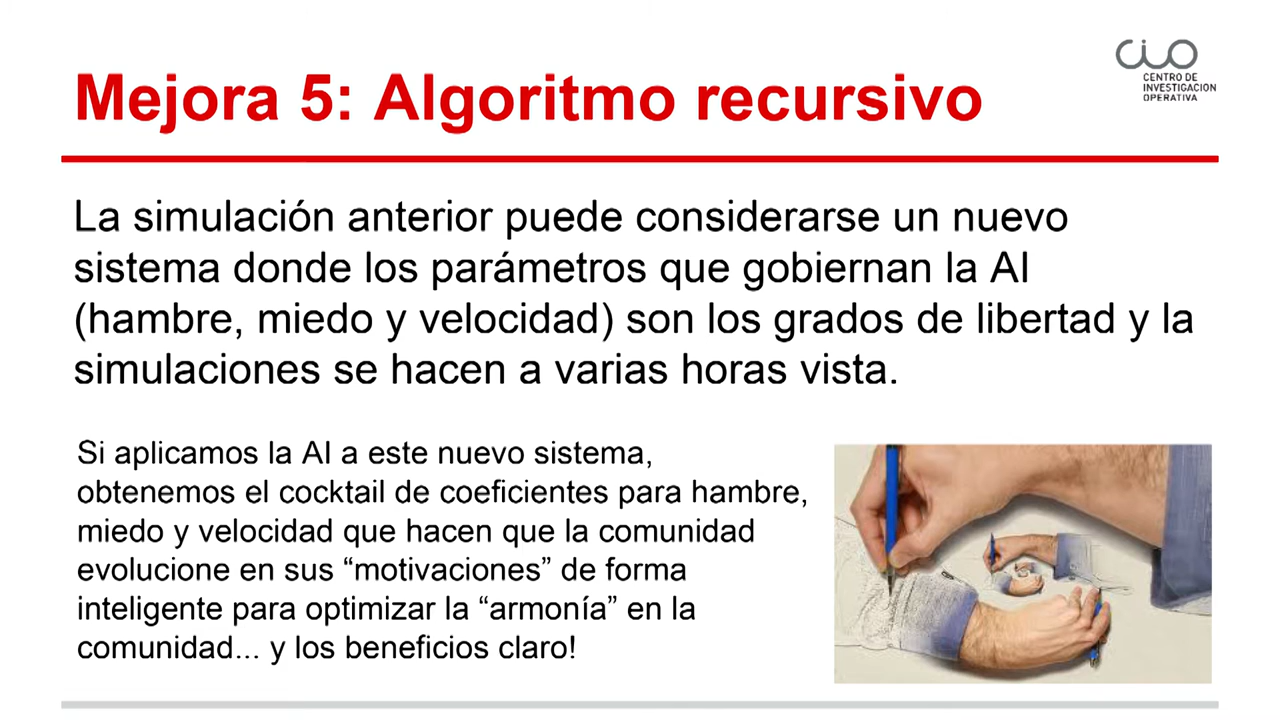 CIO
CENTRO DE
INVESTIGACION
OPERATIVA
Mejora 5: Algoritmo recursivo
La simulación anterior puede considerarse un nuevo
sistema donde los parámetros que gobiernan la AI
(hambre, miedo y velocidad) son los grados de libertad y la
simulaciones se hacen a varias horas vista.
Si aplicamos la AI a este nuevo sistema,
obtenemos el cocktail de coeficientes para hambre,
miedo y velocidad que hacen que la comunidad
evolucione en sus “motivaciones” de forma
inteligente para optimizar la “armonía” en la
comunidad... y los beneficios claro!